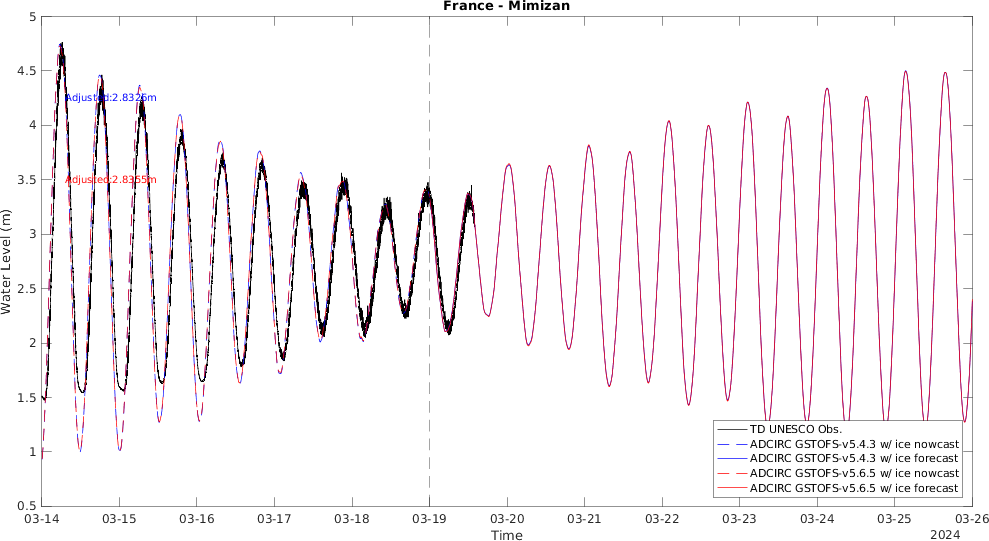 France - Mimizan
5
4.5
4
3.5
3
2.5
2
1.5
1
0.5
Water Level (m)
Adjusted:2.8326m
Adjusted:2.8355m
TD UNESCO Obs.
ADCIRC GSTOFS-v5.4.3 w/ ice nowcast
ADCIRC GSTOFS-v5.4.3 w/ ice forecast
ADCIRC GSTOFS-v5.6.5 w/ ice nowcast
ADCIRC GSTOFS-v5.6.5 w/ ice forecast
03-14 03-15 03-16 03-17 03-18 03-19 03-20 03-21 03-22 03-23 03-24 03-25 03-26
Time
2024